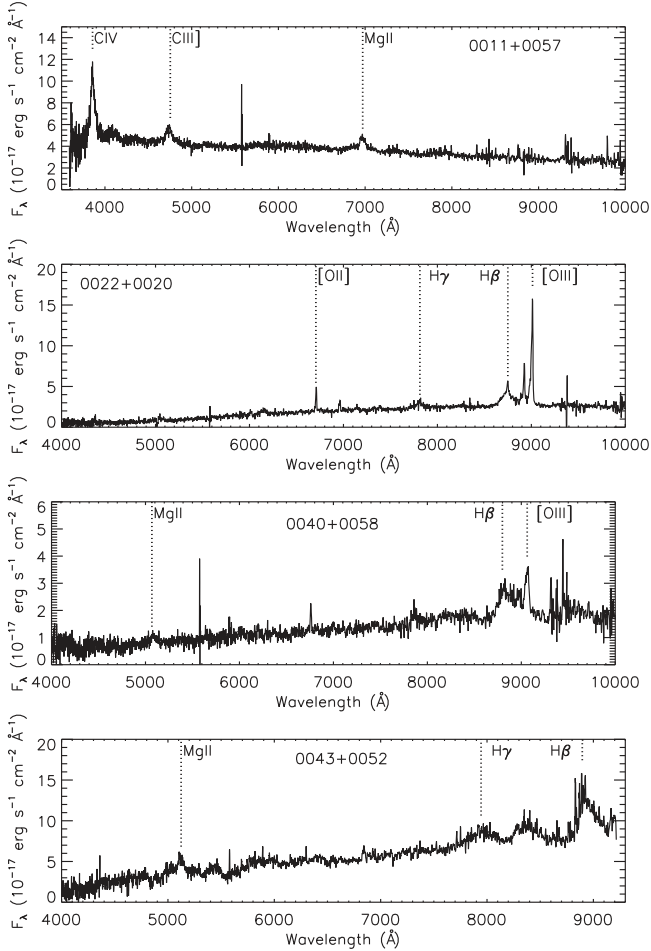 CIV CIII] MgII 0011+0057
14
12
10
8
6
4
2
0
F_λ (10⁻¹⁷ erg s⁻¹ cm⁻² Å⁻¹)
4000 5000 6000 7000 8000 9000 10000
Wavelength (Å)
0022+0020 [OII] Hγ Hβ [OIII]
20
15
10
5
0
F_λ (10⁻¹⁷ erg s⁻¹ cm⁻² Å⁻¹)
4000 5000 6000 7000 8000 9000 10000
Wavelength (Å)
MgII 0040+0058 Hβ [OIII]
6
5
4
3
2
1
0
F_λ (10⁻¹⁷ erg s⁻¹ cm⁻² Å⁻¹)
4000 5000 6000 7000 8000 9000 10000
Wavelength (Å)
MgII 0043+0052 Hγ Hβ
20
15
10
5
0
F_λ (10⁻¹⁷ erg s⁻¹ cm⁻² Å⁻¹)
4000 5000 6000 7000 8000 9000
Wavelength (Å)